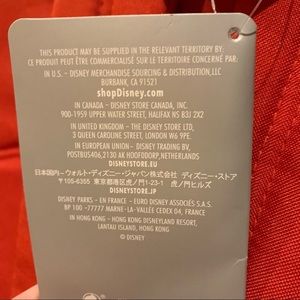 THIS PRODUCT MAY BE SUPPLIED IN THE RELEVANT TERRITORY BY:
CE PRODUIT PEUT ÊTRE COMMERCIALISÉ SUR CE TERRITOIRE CONCERNÉ PAR:
IN U.S. - DISNEY MERCHANDISE SOURCING & DISTRIBUTION, LLC
BURBANK, CA 91521
shopDisney.com
IN CANADA – DISNEY STORE CANADA, INC.
900-1959 UPPER WATER STREET, HALIFAX NS B3J 2X2
IN UNITED KINGDOM – THE DISNEY STORE LTD,
3 QUEEN CAROLINE STREET, LONDON W6 9PE
IN EUROPEAN UNION– DISNEY TRADING BV,
POSTBUS406,2130 AK HOOFDDORP,NETHERLANDS
DISNEYSTORE.EU
日本国内-ウォルト・ディズニー・ジャパン株式会社 ディズニー・ストア
〒105-6355 東京都港区虎ノ門1-23-1 虎ノ門ヒルズ
DISNEYSTORE.JP
DISNEY PARKS - EN FRANCE - EURO DISNEY ASSOCIÉS S.A.S.
BP 100 -77777 MARNE-LA-VALLÉE CEDEX 04, FRANCE
IN HONG KONG – HONG KONG DISNEYLAND RESORT,
LANTAU ISLAND, HONG KONG
© DISNEY